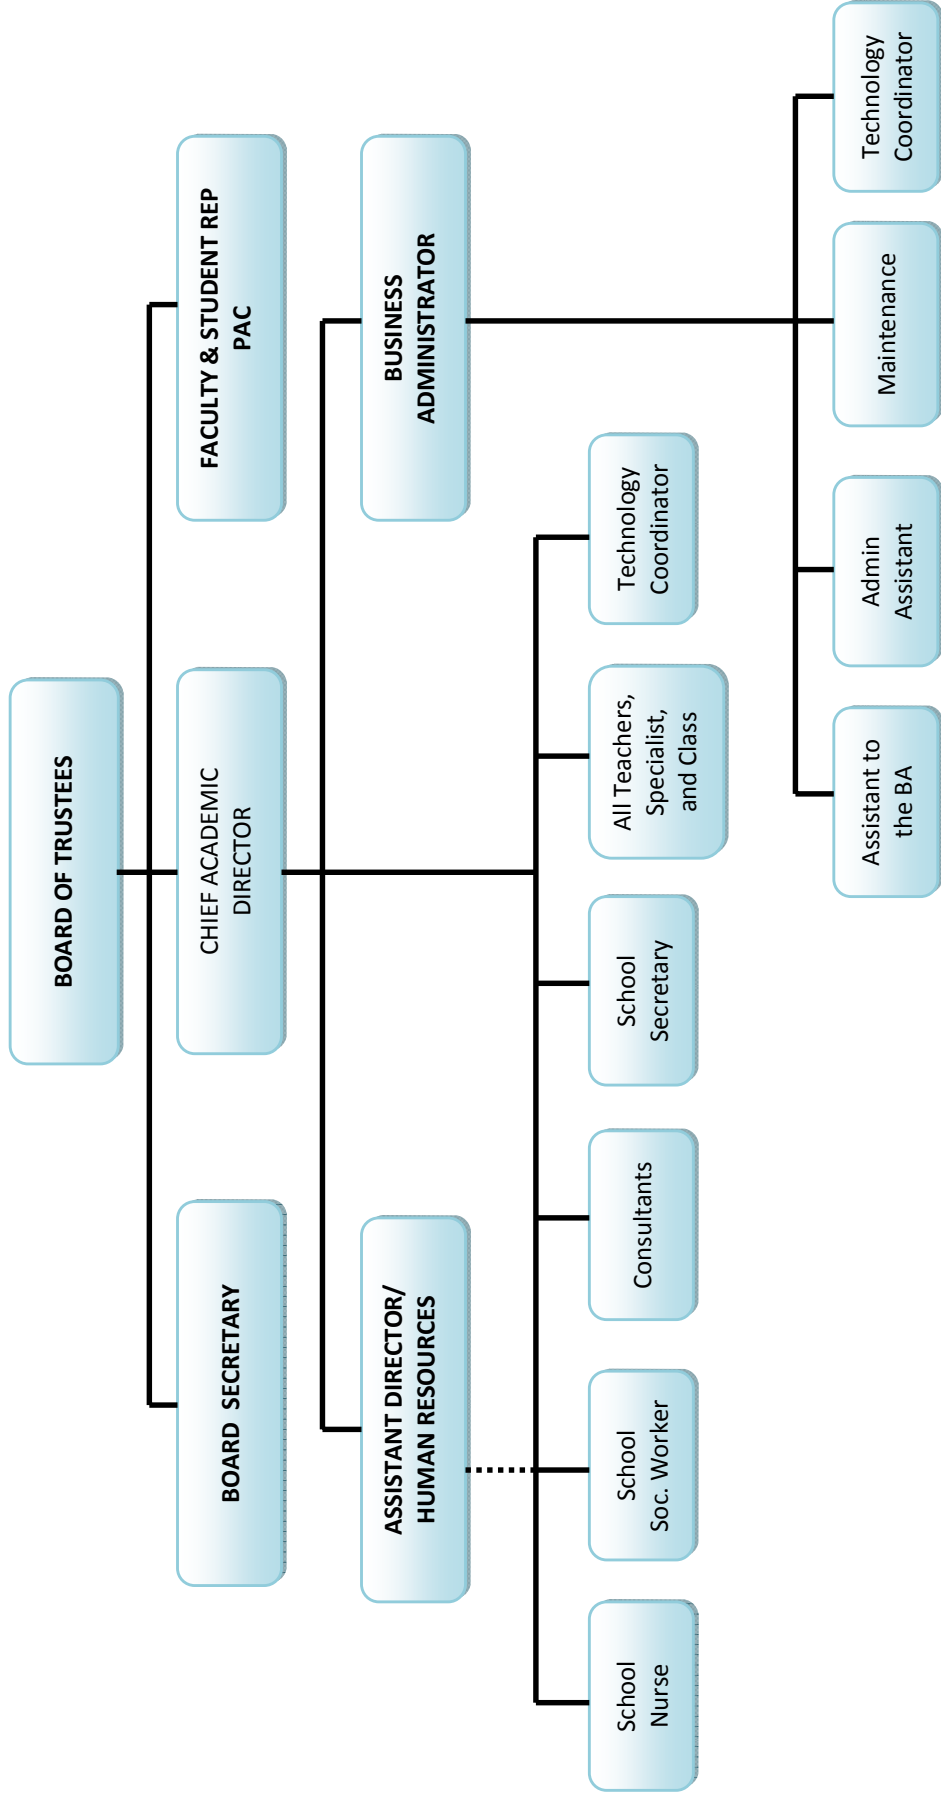 BOARD OF TRUSTEES
BOARD SECRETARY
CHIEF ACADEMIC
DIRECTOR
FACULTY & STUDENT REP
PAC
ASSISTANT DIRECTOR/
HUMAN RESOURCES
BUSINESS
ADMINISTRATOR
School
Nurse
School
Soc. Worker
Consultants
School
Secretary
All Teachers,
Specialist,
and Class
Technology
Coordinator
Assistant to
the BA
Admin
Assistant
Maintenance
Technology
Coordinator